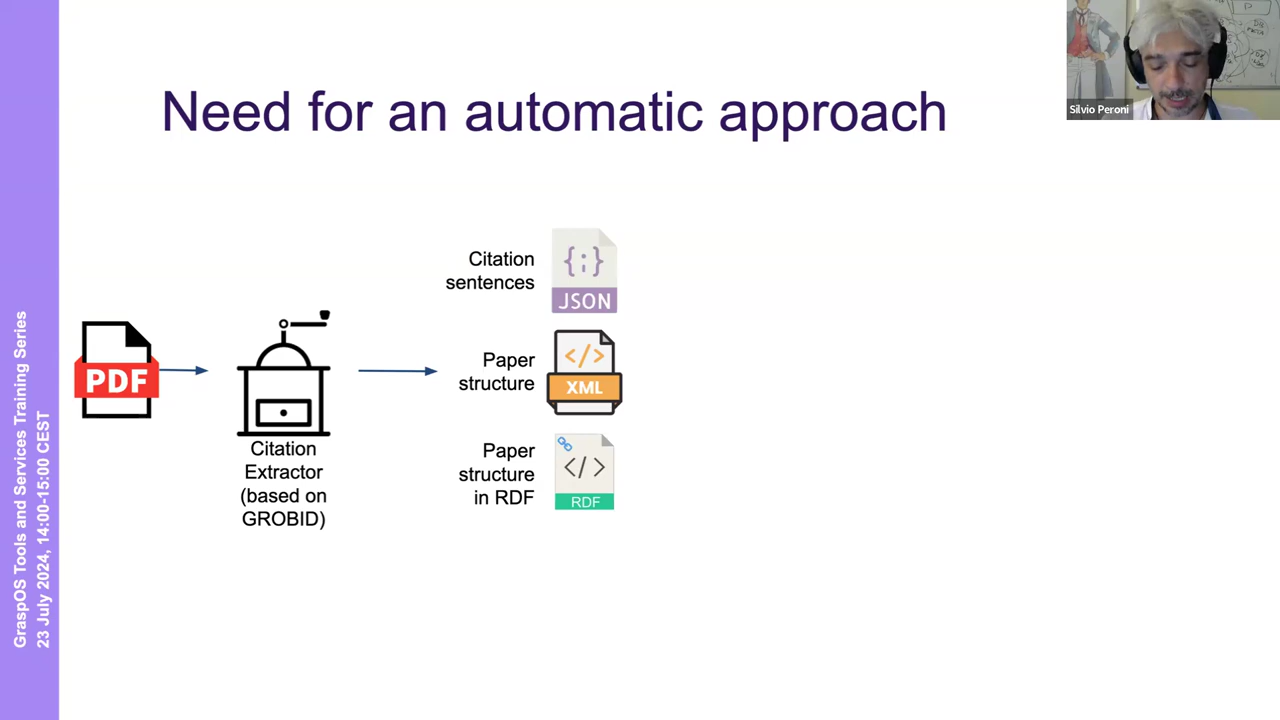 Need for an automatic approach
Silvio Peroni
GraspOS Tools and Services Training Series
23 July 2024, 14:00-15:00 CEST
PDF
Citation
Extractor
(based on
GROBID)
Citation
sentences
{;}
JSON
Paper
structure
</>
XML
Paper
structure
in RDF
</>
RDF